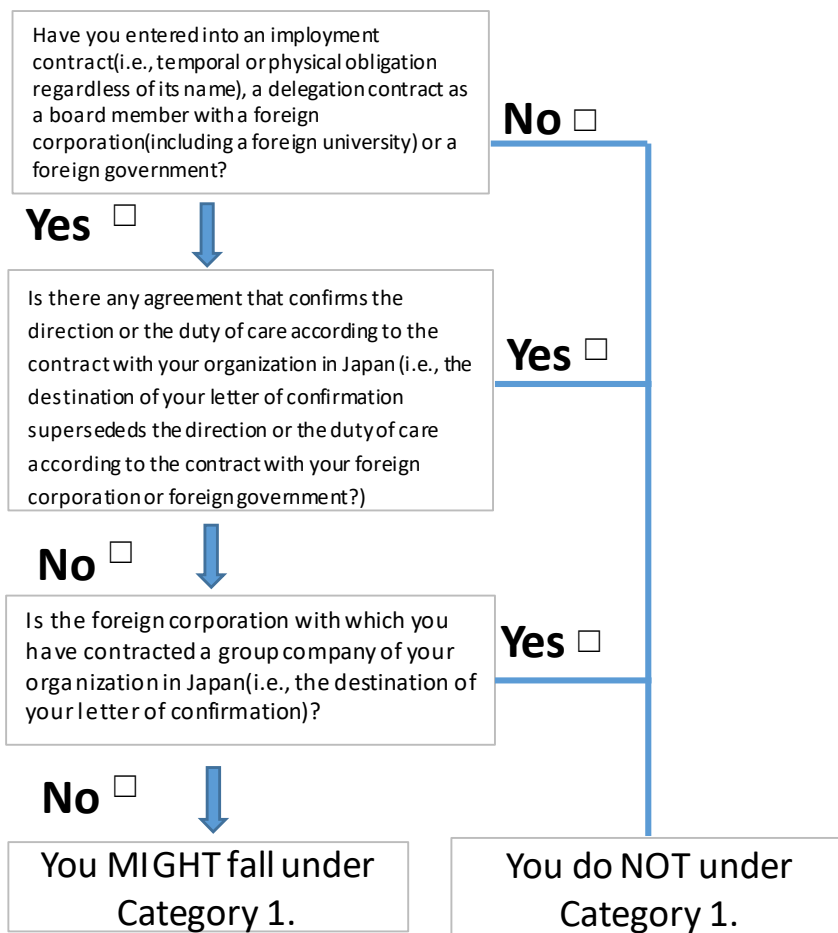 Have you entered into an imployment
contract(i.e., temporal or physical obligation
regardless of its name), a delegation contract as
a board member with a foreign
corporation(including a foreign university) or a
foreign government?
No □
Yes □
Is there any agreement that confirms the
direction or the duty of care according to the
contract with your organization in Japan (i.e., the
destination of your letter of confirmation
supersededs the direction or the duty of care
according to the contract with your foreign
corporation or foreign government?)
Yes □
No □
Is the foreign corporation with which you
have contracted a group company of your
organization in Japan(i.e., the destination of
your letter of confirmation)?
Yes □
No □
You MIGHT fall under
Category 1.
You do NOT under
Category 1.